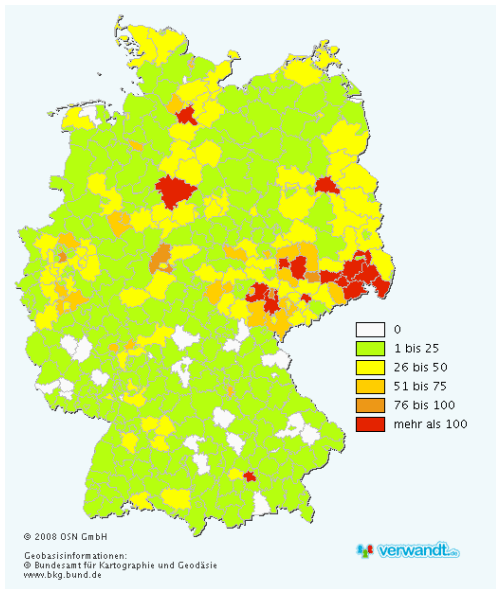 0
1 bis 25
26 bis 50
51 bis 75
76 bis 100
mehr als 100
© 2008 OSN GmbH
Geobasisinformationen:
© Bundesamt für Kartographie und Geodäsie
www.bkg.bund.de
verwandt.de